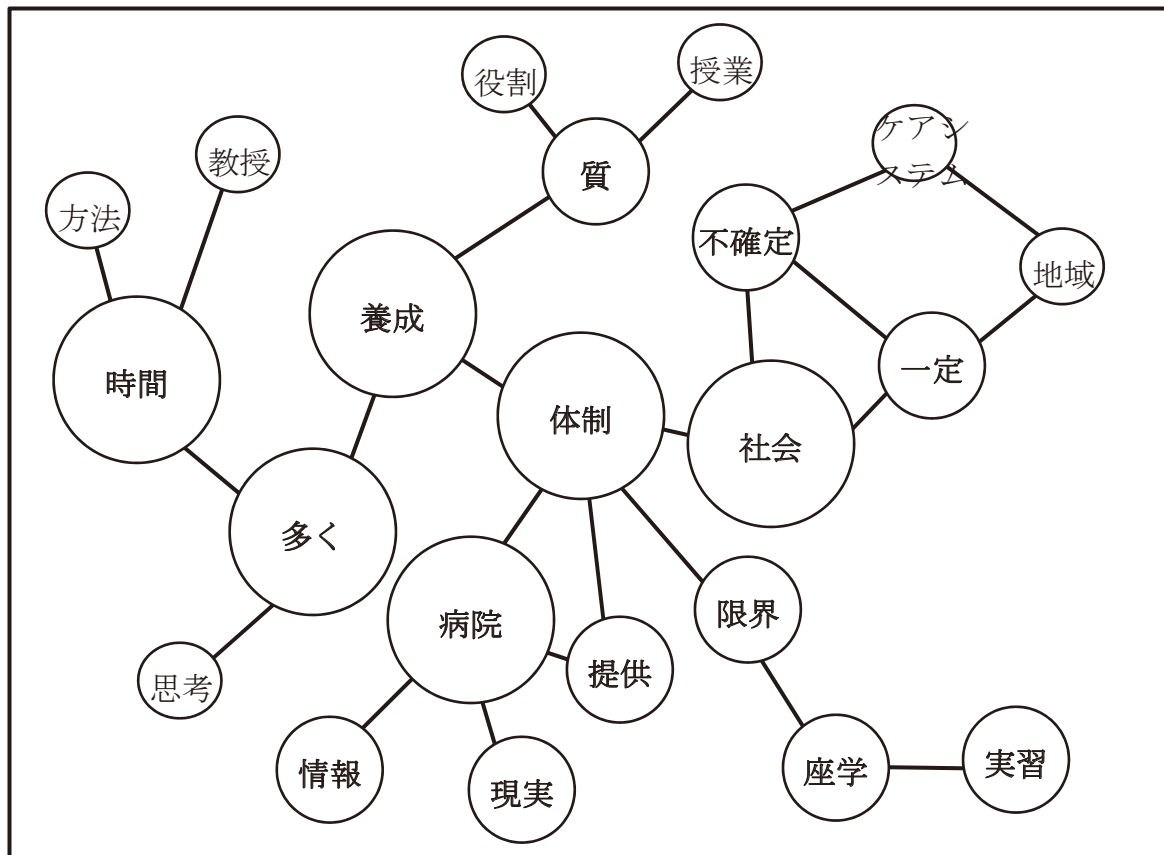 役割
授業
ケアシ
ステム
教授
質
方法
不確定
地域
養成
時間
一定
体制
社会
多く
病院
限界
提供
思考
情報
現実
座学
実習